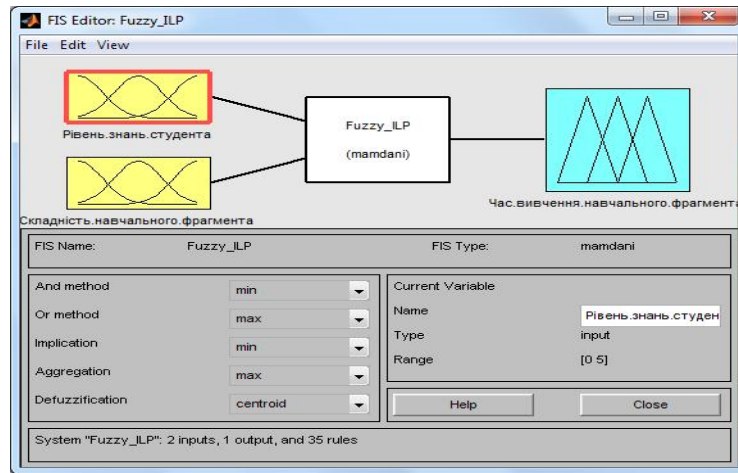 FIS Editor: Fuzzy_ILP
File Edit View
Рівень.знань.студента
Fuzzy_ILP
(mamdani)
Складність.навчального.фрагмента
Час.вивчення.навчального.фрагмента
FIS Name: Fuzzy_ILP FIS Type: mamdani
And method min
Or method max
Implication min
Aggregation max
Defuzzification centroid
Current Variable
Name Рівень.знань.студен
Type input
Range [0 5]
Help Close
System "Fuzzy_ILP": 2 inputs, 1 output, and 35 rules